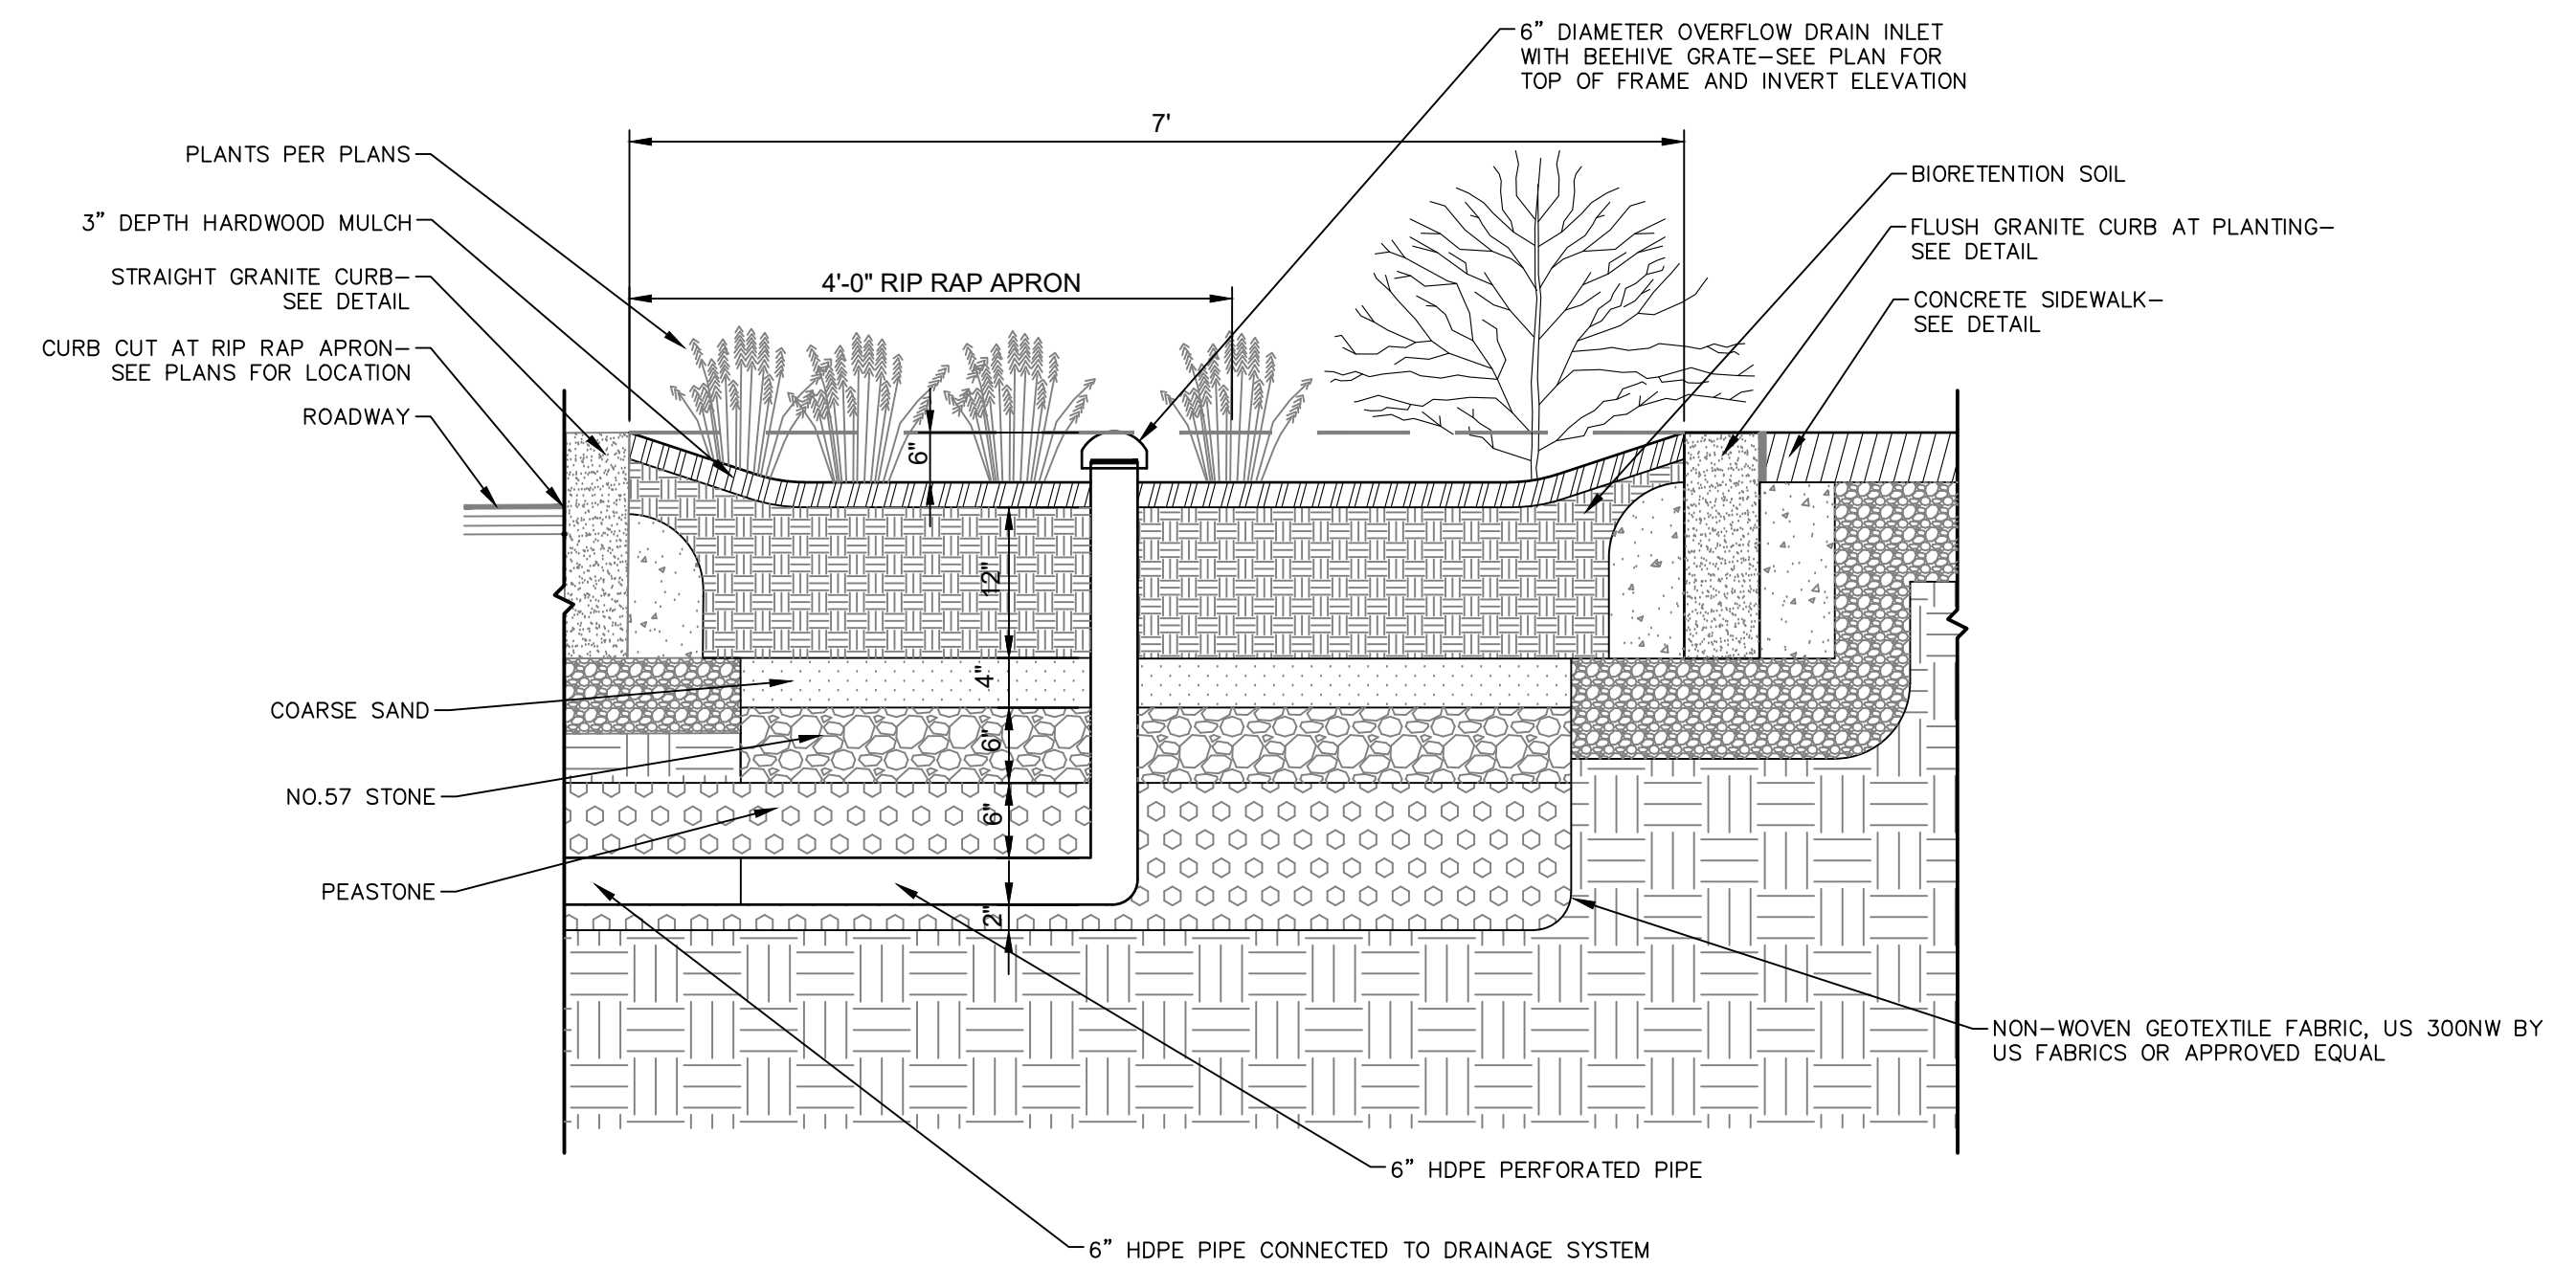 6” DIAMETER OVERFLOW DRAIN INLET
WITH BEEHIVE GRATE–SEE PLAN FOR
TOP OF FRAME AND INVERT ELEVATION
7'
PLANTS PER PLANS
3” DEPTH HARDWOOD MULCH
STRAIGHT GRANITE CURB–
SEE DETAIL
CURB CUT AT RIP RAP APRON–
SEE PLANS FOR LOCATION
ROADWAY
4'-0" RIP RAP APRON
BIORETENTION SOIL
FLUSH GRANITE CURB AT PLANTING–
SEE DETAIL
CONCRETE SIDEWALK–
SEE DETAIL
6"
12"
4"
6"
6"
2"
COARSE SAND
NO.57 STONE
PEASTONE
NON–WOVEN GEOTEXTILE FABRIC, US 300NW BY
US FABRICS OR APPROVED EQUAL
6” HDPE PERFORATED PIPE
6” HDPE PIPE CONNECTED TO DRAINAGE SYSTEM